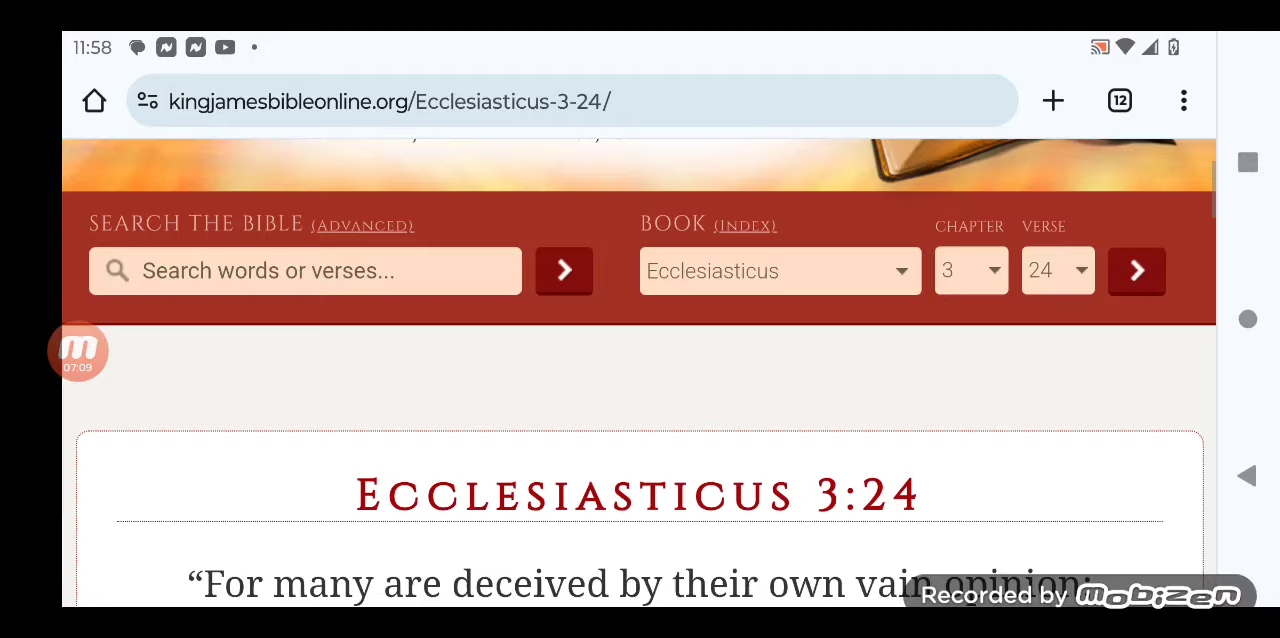 11:58
kingjamesbibleonline.org/Ecclesiasticus-3-24/
12
SEARCH THE BIBLE (ADVANCED)
BOOK (INDEX)
CHAPTER
VERSE
Search words or verses...
Ecclesiasticus
3
24
m
07:09
ECCLESIASTICUS 3:24
“For many are deceived by their own vain opinion;
Recorded by mobizen